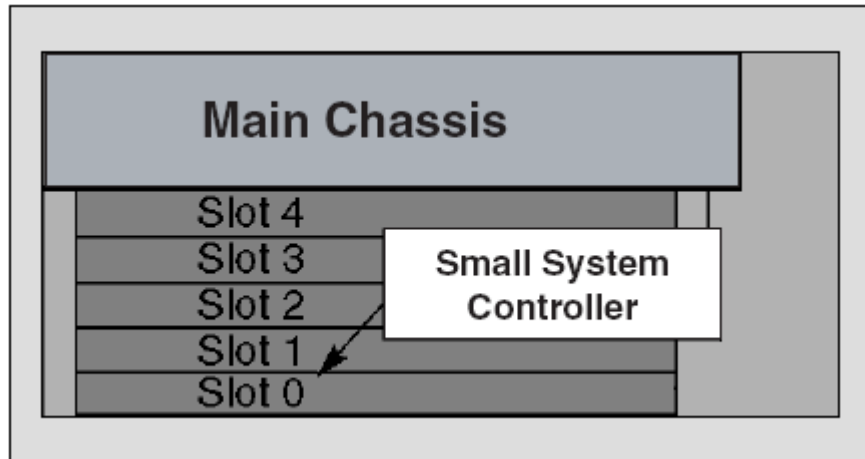 Main Chassis
Slot 4
Slot 3
Small System
Controller
Slot 2
Slot 1
Slot 0